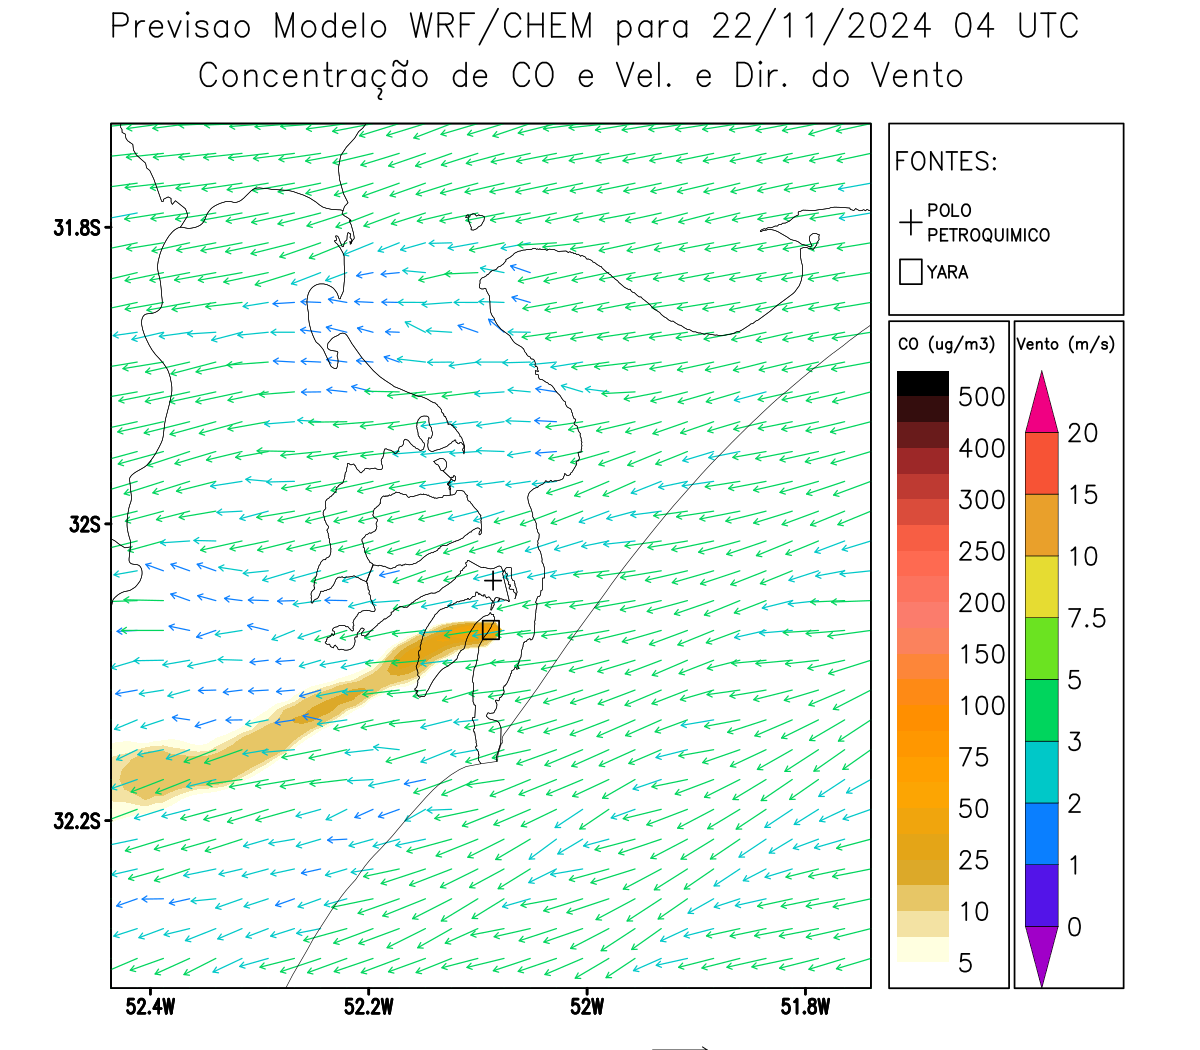 Previsao Modelo WRF/CHEM para 22/11/2024 04 UTC
Concentração de CO e Vel. e Dir. do Vento
FONTES:
POLO
PETROQUIMICO
YARA
CO (ug/m3)
500
400
300
250
200
150
100
75
50
25
10
5
Vento (m/s)
20
15
10
7.5
5
3
2
1
0
31.8S
32S
32.2S
52.4W
52.2W
52W
51.8W